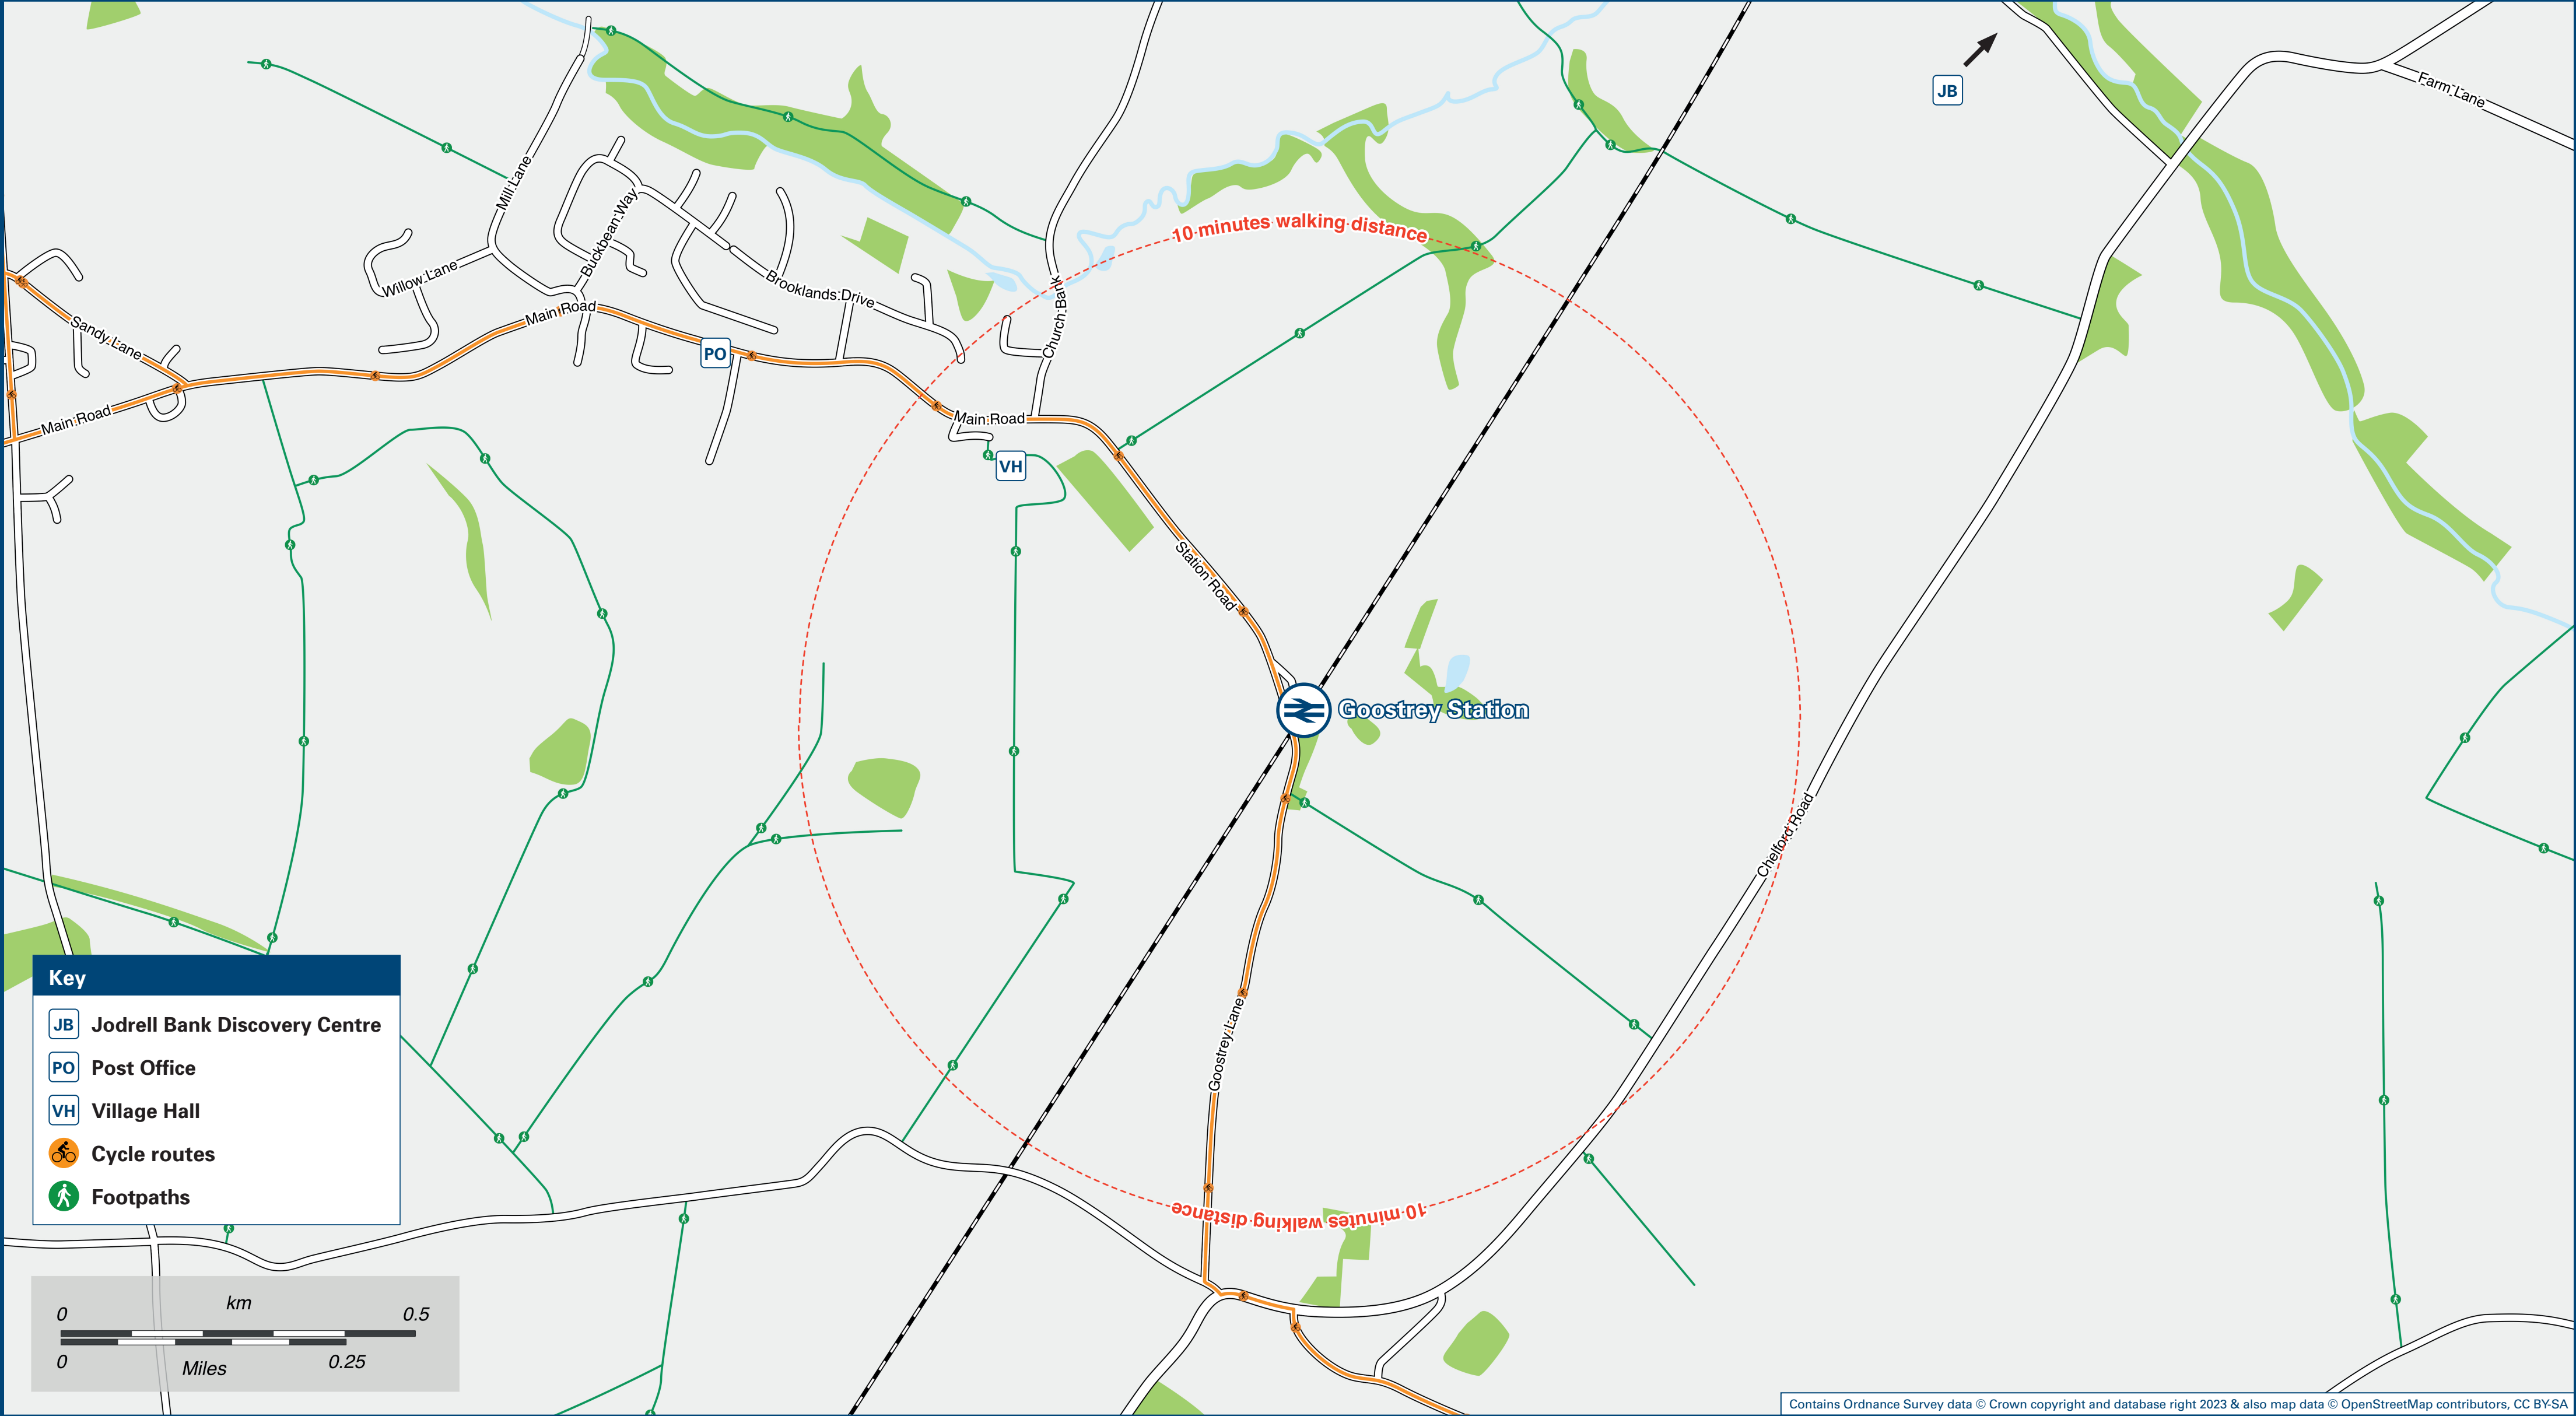 JB
Farm Lane
Mill Lane
Buckbean Way
Willow Lane
Brooklands Drive
Main Road
Sandy Lane
Main Road
PO
Church Bank
10 minutes walking distance
Main Road
VH
Station Road
Goostrey Station
Chelford Road
Goostrey Lane
10 minutes walking distance
Key
JB Jodrell Bank Discovery Centre
PO Post Office
VH Village Hall
Cycle routes
Footpaths
km
0 0.5
0 0.25
Miles
Contains Ordnance Survey data © Crown copyright and database right 2023 & also map data © OpenStreetMap contributors, CC BY-SA